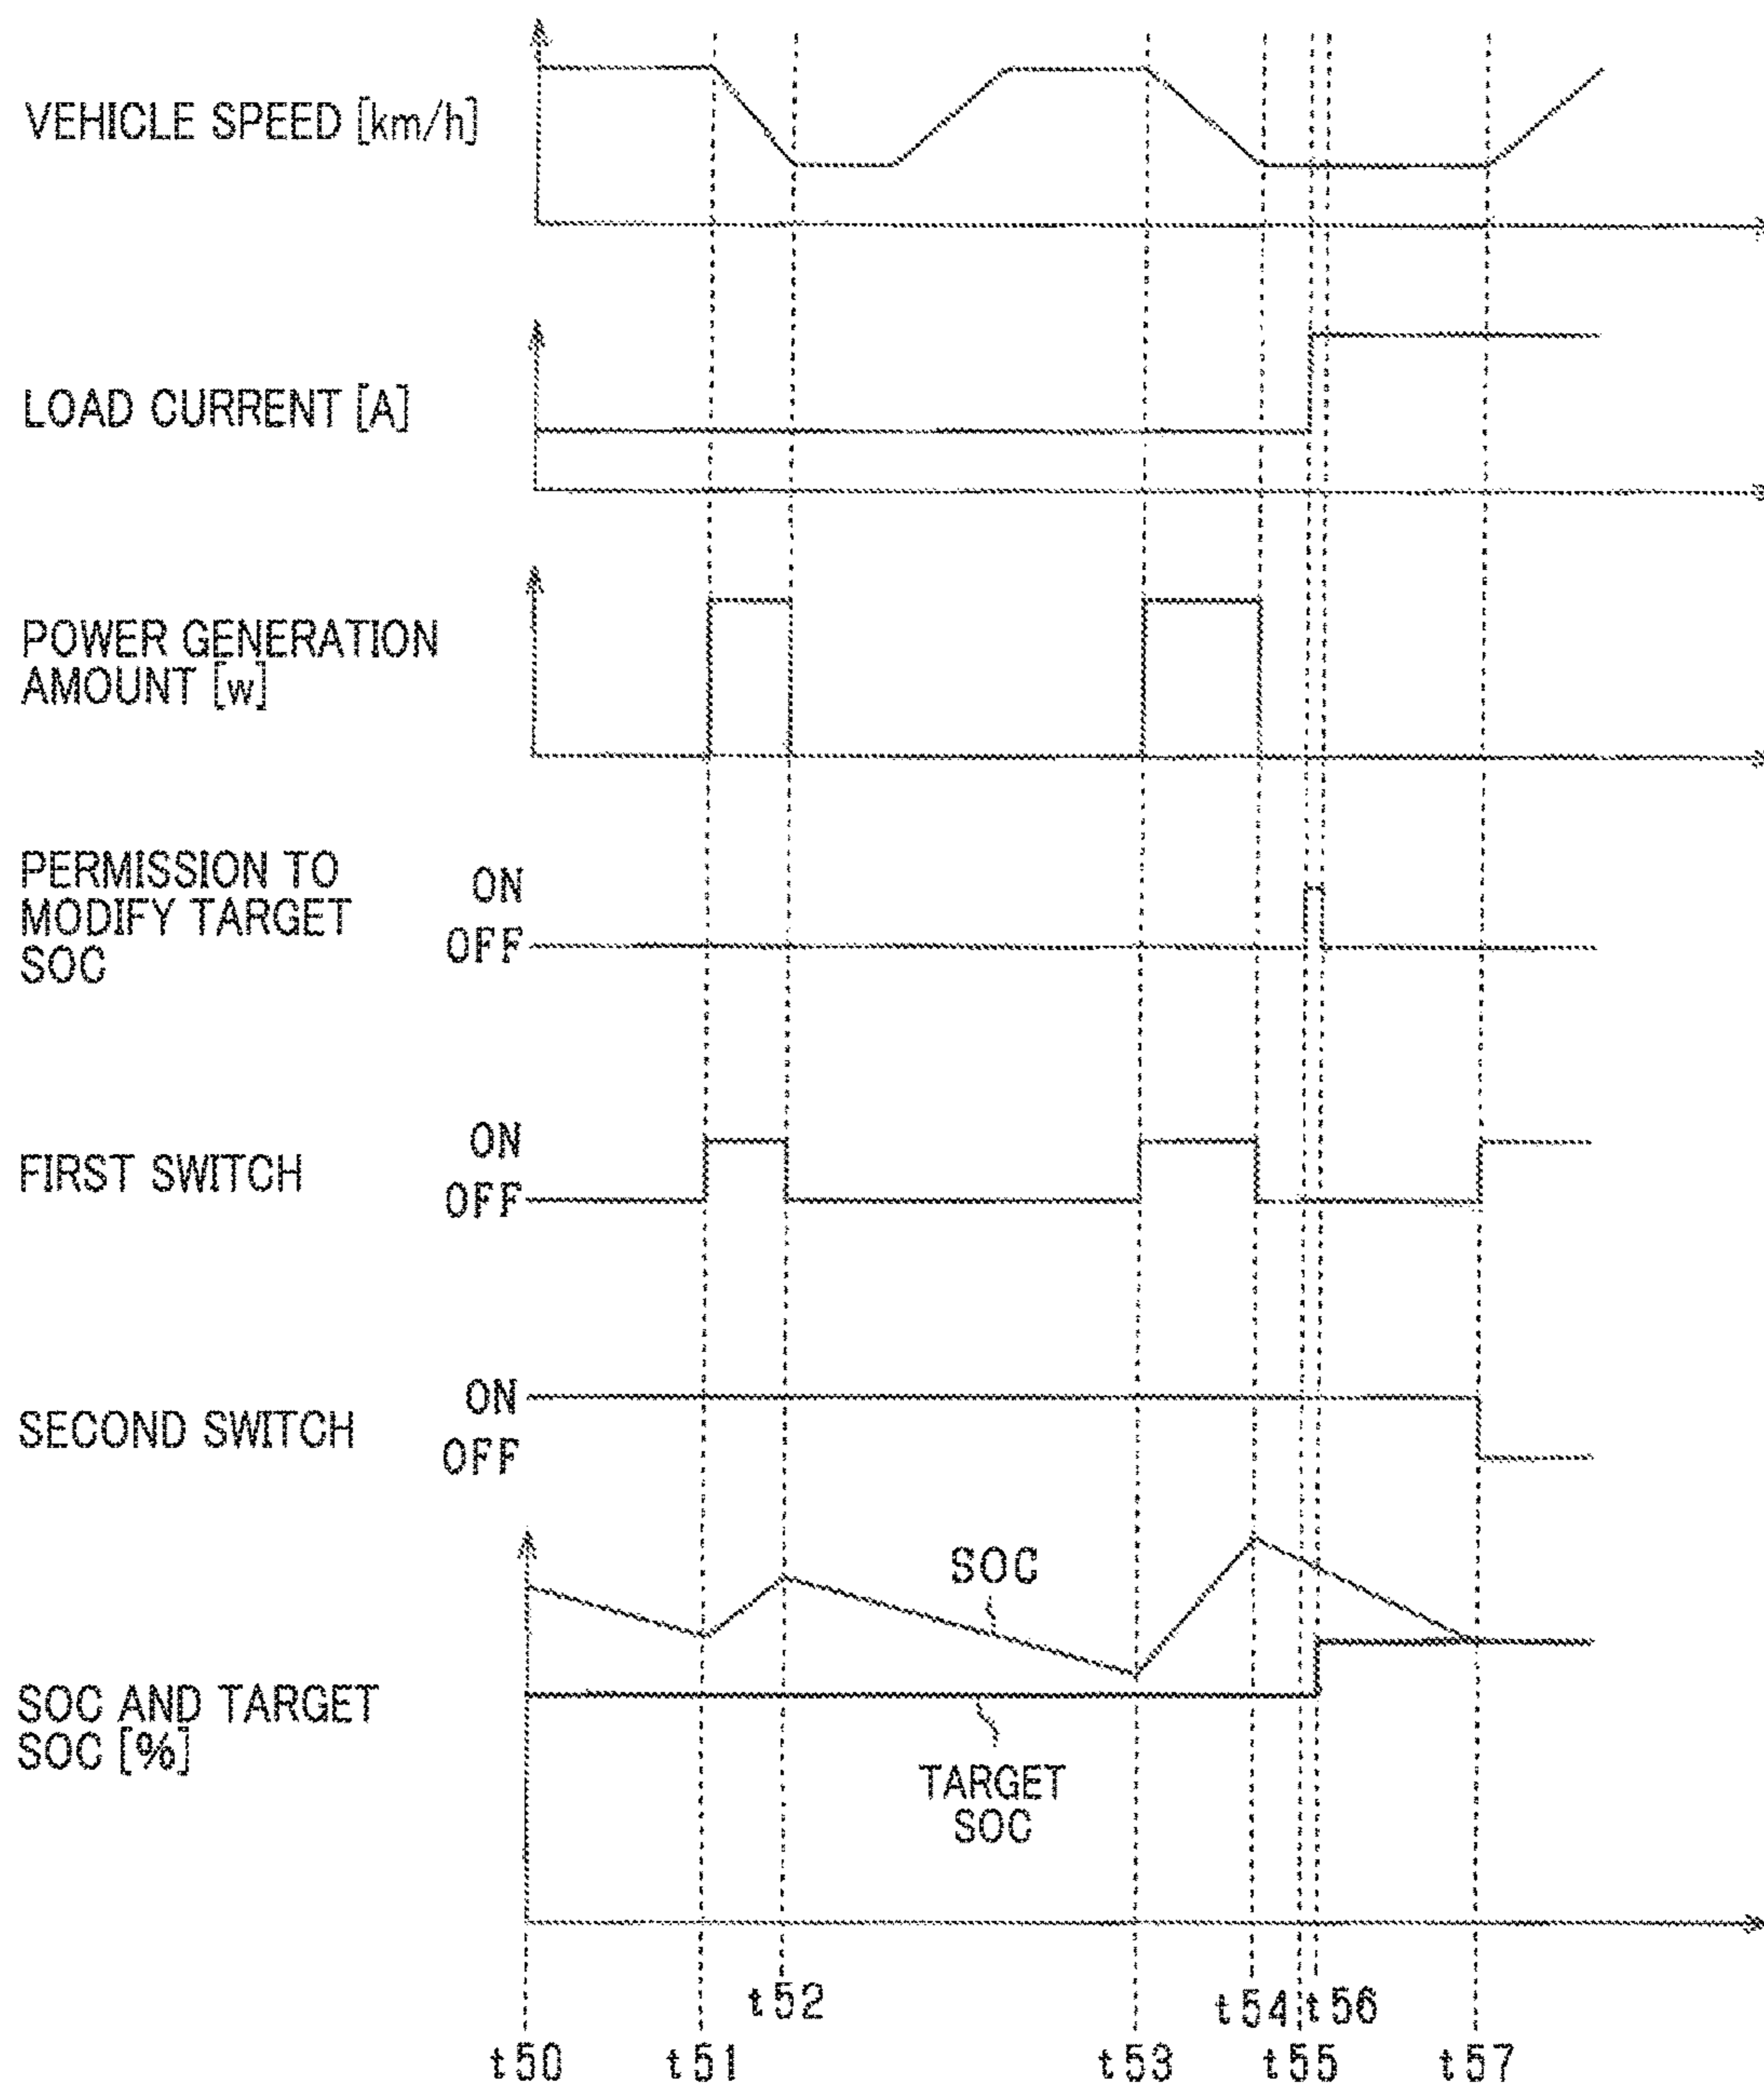 VEHICLE SPEED [km/h]
LOAD CURRENT [A]
POWER GENERATION
AMOUNT [w]
PERMISSION TO
MODIFY TARGET
SOC
ON
OFF
FIRST SWITCH
ON
OFF
SECOND SWITCH
ON
OFF
SOC AND TARGET
SOC [%]
SOC
TARGET
SOC
t52
t54
t56
t50
t51
t53
t55
t57